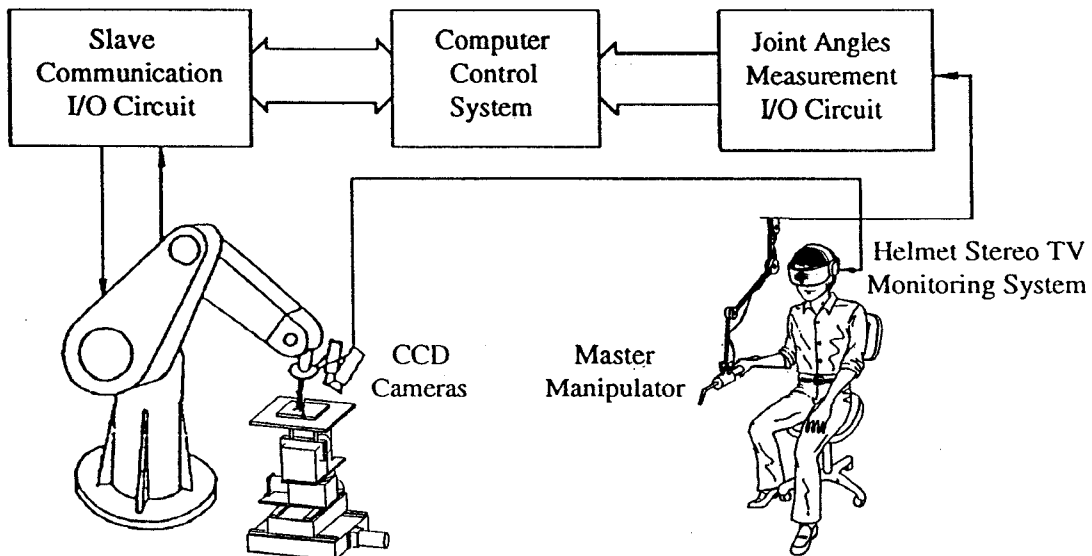 Slave
Communication
I/O Circuit
Computer
Control
System
Joint Angles
Measurement
I/O Circuit
Helmet Stereo TV
Monitoring System
CCD
Cameras
Master
Manipulator